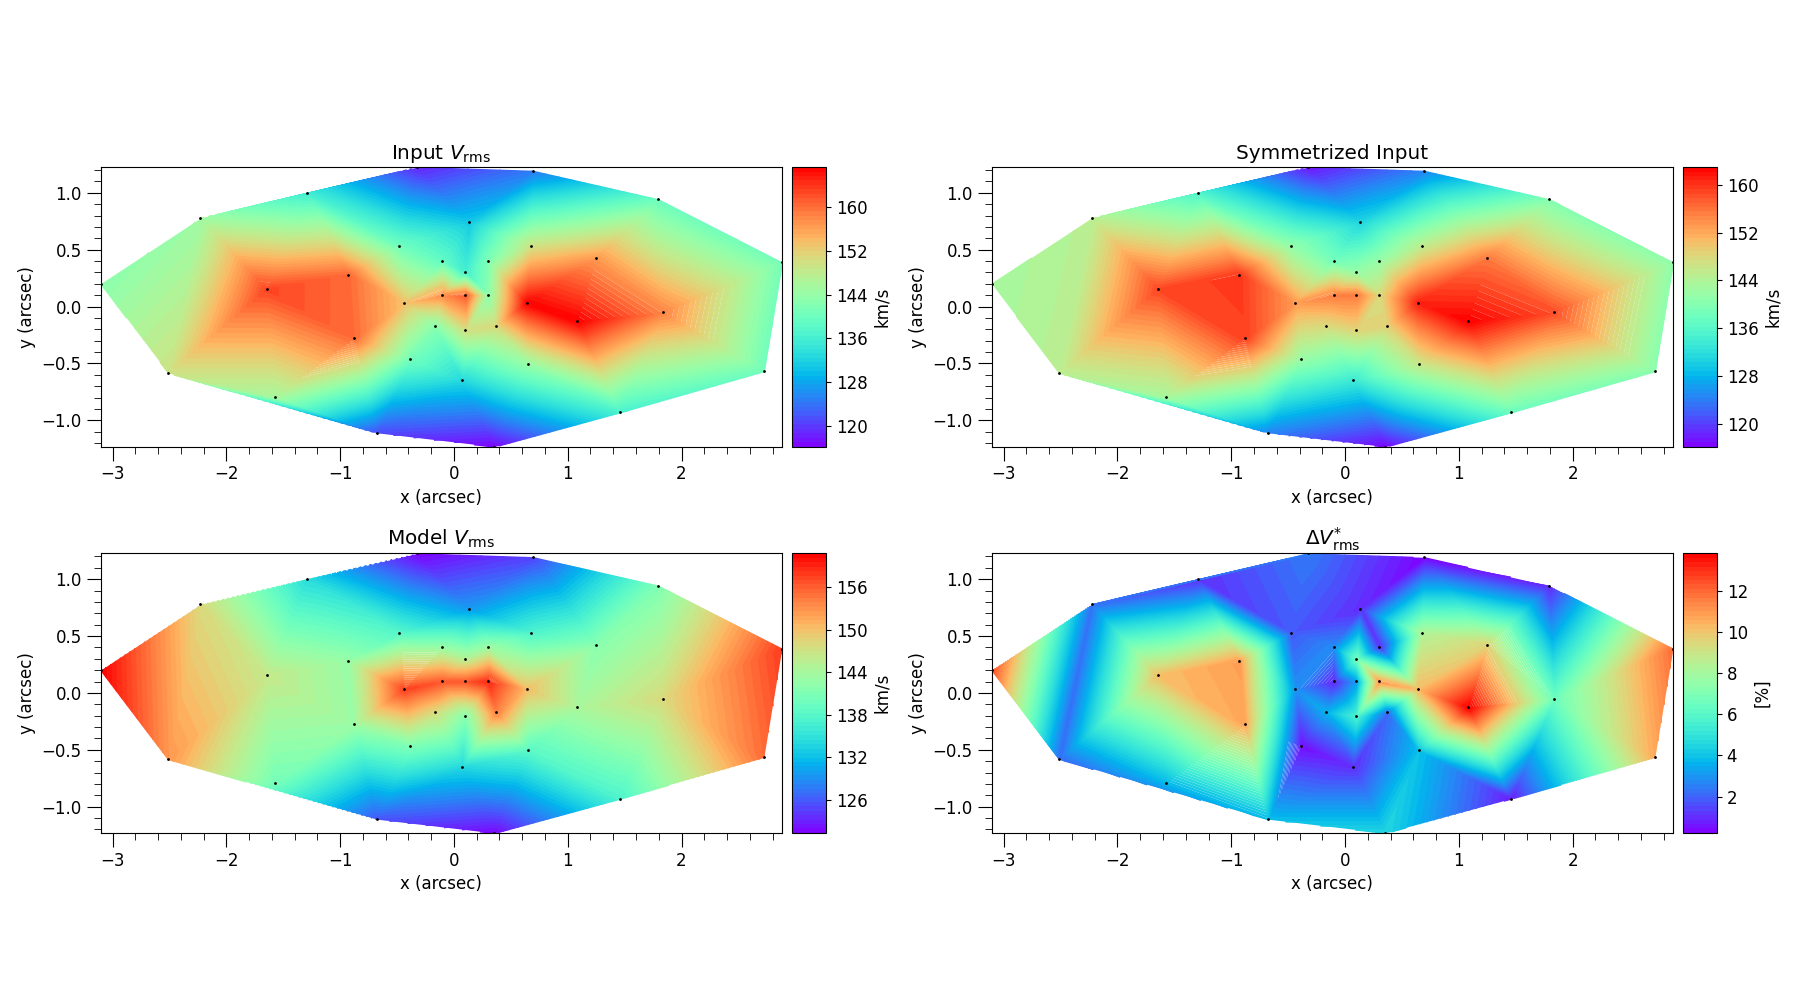 Input V_rms
Symmetrized Input
1.0
0.5
0.0
−0.5
−1.0
y (arcsec)
−3 −2 −1 0 1 2
x (arcsec)
160
152
144
136
128
120
km/s
1.0
0.5
0.0
−0.5
−1.0
y (arcsec)
−3 −2 −1 0 1 2
x (arcsec)
160
152
144
136
128
120
km/s
Model V_rms
ΔV*_rms
1.0
0.5
0.0
−0.5
−1.0
y (arcsec)
−3 −2 −1 0 1 2
x (arcsec)
156
150
144
138
132
126
km/s
1.0
0.5
0.0
−0.5
−1.0
y (arcsec)
−3 −2 −1 0 1 2
x (arcsec)
12
10
8
6
4
2
[%]